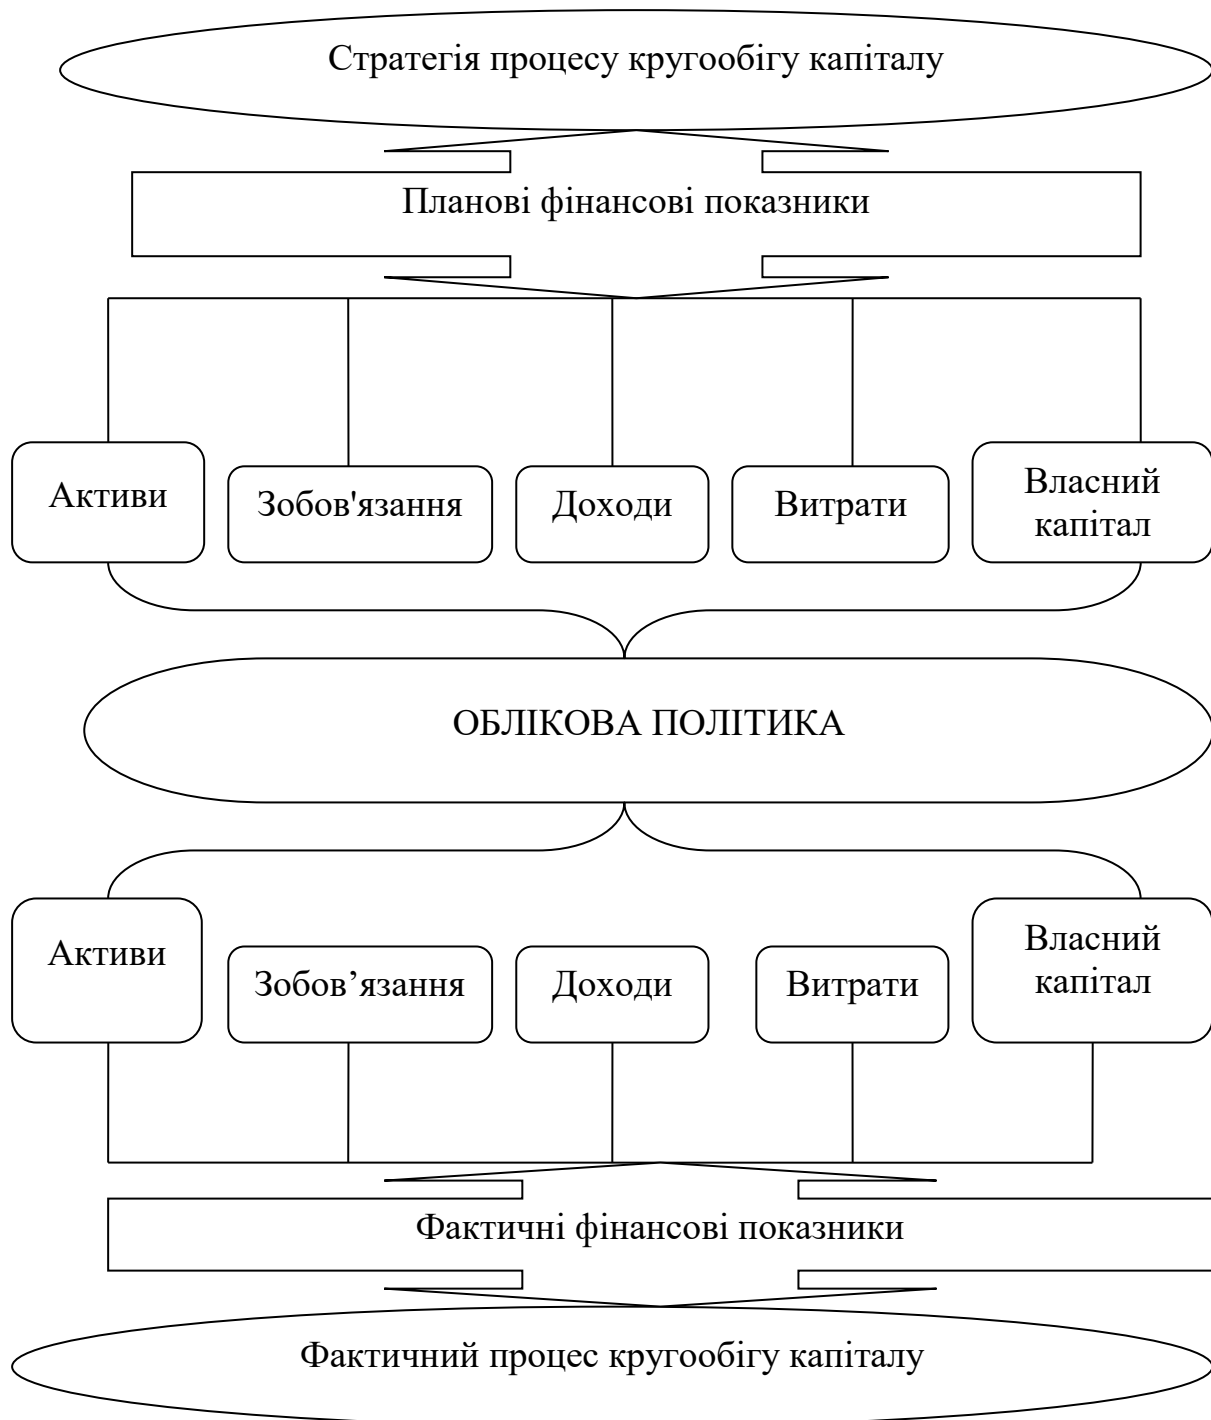 Стратегія процесу кругообігу капіталу
Планові фінансові показники
Активи
Зобов'язання
Доходи
Витрати
Власний
капітал
ОБЛІКОВА ПОЛІТИКА
Активи
Зобов’язання
Доходи
Витрати
Власний
капітал
Фактичні фінансові показники
Фактичний процес кругообігу капіталу